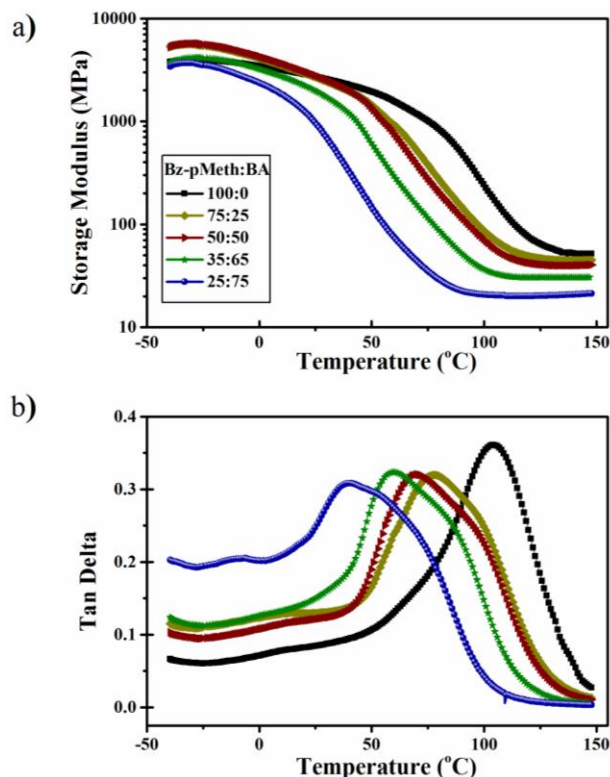 a)
10000
1000
100
10
Storage Modulus (MPa)
Bz-pMeth:BA
100:0
75:25
50:50
35:65
25:75
-50 0 50 100 150
Temperature (°C)
b)
0.4
0.3
0.2
0.1
0.0
Tan Delta
-50 0 50 100 150
Temperature (°C)